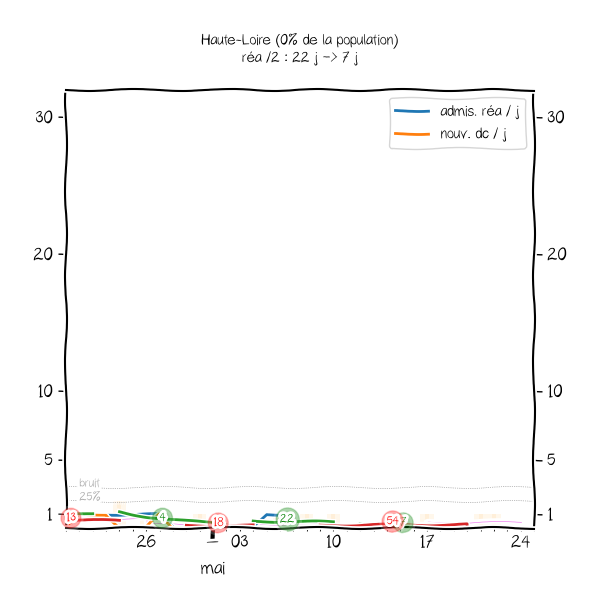 Haute-Loire (0% de la population)
réa /2 : 22 j -> 7 j
admis. réa / j
nouv. dc / j
30 30
20 20
10 10
5 5
bruit
25%
1 1
13 4 18 22 54 7
26 03 10 17 24
mai